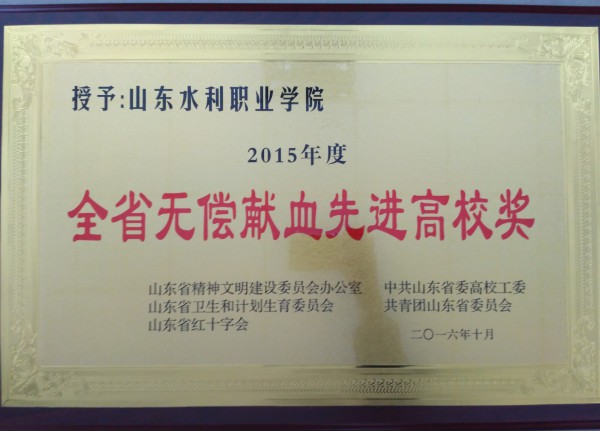 授予:山东水利职业学院
2015年度
全省无偿献血先进高校奖
山东省精神文明建设委员会办公室 中共山东省委高校工委
山东省卫生和计划生育委员会 共青团山东省委员会
山东省红十字会
二〇一六年十月